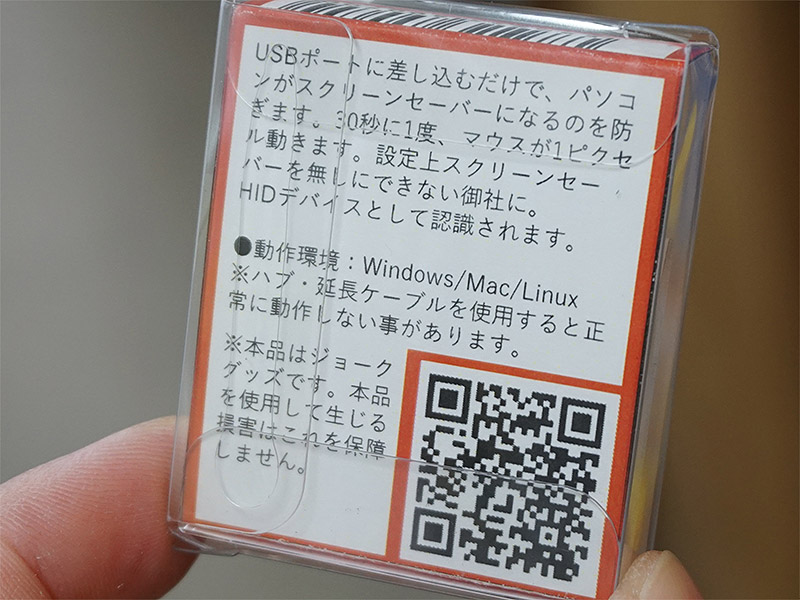 USBポートに差し込むだけで、パソコ
ンがスクリーンセーバーになるのを防
ぎます。30秒に1度、マウスが1ピクセ
ル動きます。設定上スクリーンセー
バーを無しにできない御社に。
HIDデバイスとして認識されます。
●動作環境：Windows/Mac/Linux
※ハブ・延長ケーブルを使用すると正
常に動作しない事があります。
※本品はジョーク
グッズです。本品
を使用して生じる
損害はこれを保障
しません。